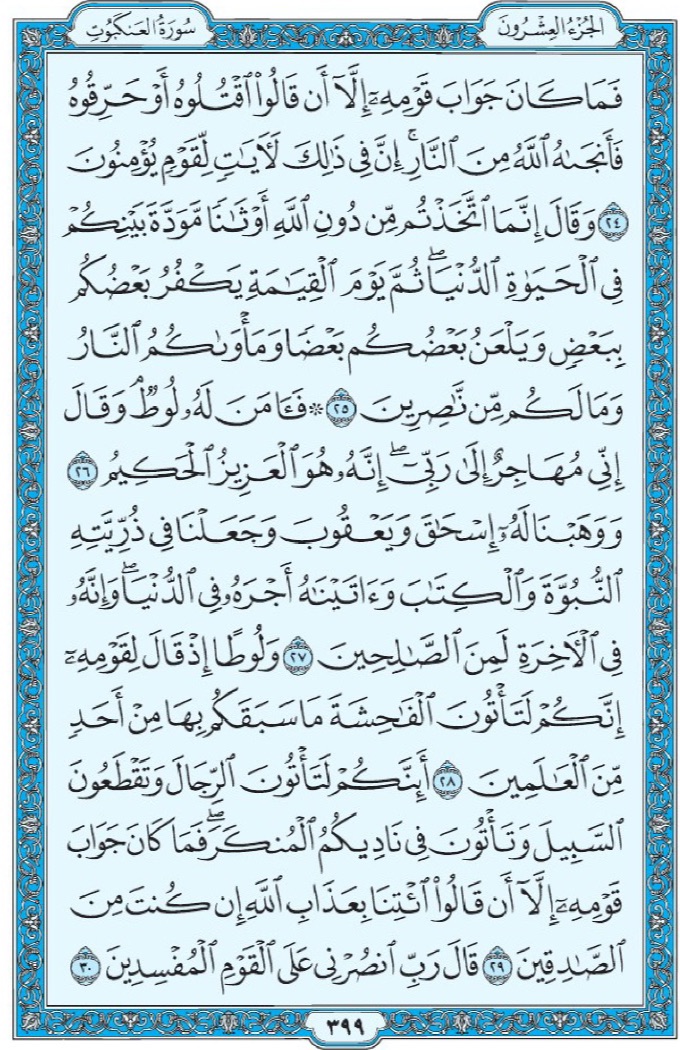 الجُزْءُ العِشْرُونَ
سُورَةُ العَنكَبُوتِ
فَمَا كَانَ جَوَابَ قَوْمِهِۦٓ إِلَّآ أَن قَالُوا۟ ٱقْتُلُوهُ أَوْ حَرِّقُوهُ
فَأَنجَىٰهُ ٱللَّهُ مِنَ ٱلنَّارِ ۚ إِنَّ فِى ذَٰلِكَ لَـَٔايَـٰتٍ لِّقَوْمٍ يُؤْمِنُونَ
٢٤ وَقَالَ إِنَّمَا ٱتَّخَذْتُم مِّن دُونِ ٱللَّهِ أَوْثَـٰنًا مَّوَدَّةَ بَيْنِكُمْ
فِى ٱلْحَيَوٰةِ ٱلدُّنْيَا ۖ ثُمَّ يَوْمَ ٱلْقِيَـٰمَةِ يَكْفُرُ بَعْضُكُم
بِبَعْضٍ وَيَلْعَنُ بَعْضُكُم بَعْضًا وَمَأْوَىٰكُمُ ٱلنَّارُ
وَمَا لَكُم مِّن نَّـٰصِرِينَ ٢٥ ۞ فَـَٔامَنَ لَهُۥ لُوطٌ ۘ وَقَالَ
إِنِّى مُهَاجِرٌ إِلَىٰ رَبِّىٓ ۖ إِنَّهُۥ هُوَ ٱلْعَزِيزُ ٱلْحَكِيمُ ٢٦
وَوَهَبْنَا لَهُۥٓ إِسْحَـٰقَ وَيَعْقُوبَ وَجَعَلْنَا فِى ذُرِّيَّتِهِ
ٱلنُّبُوَّةَ وَٱلْكِتَـٰبَ وَءَاتَيْنَـٰهُ أَجْرَهُۥ فِى ٱلدُّنْيَا ۖ وَإِنَّهُۥ
فِى ٱلْـَٔاخِرَةِ لَمِنَ ٱلصَّـٰلِحِينَ ٢٧ وَلُوطًا إِذْ قَالَ لِقَوْمِهِۦٓ
إِنَّكُمْ لَتَأْتُونَ ٱلْفَـٰحِشَةَ مَا سَبَقَكُم بِهَا مِنْ أَحَدٍ
مِّنَ ٱلْعَـٰلَمِينَ ٢٨ أَئِنَّكُمْ لَتَأْتُونَ ٱلرِّجَالَ وَتَقْطَعُونَ
ٱلسَّبِيلَ وَتَأْتُونَ فِى نَادِيكُمُ ٱلْمُنكَرَ ۖ فَمَا كَانَ جَوَابَ
قَوْمِهِۦٓ إِلَّآ أَن قَالُوا۟ ٱئْتِنَا بِعَذَابِ ٱللَّهِ إِن كُنتَ مِنَ
ٱلصَّـٰدِقِينَ ٢٩ قَالَ رَبِّ ٱنصُرْنِى عَلَى ٱلْقَوْمِ ٱلْمُفْسِدِينَ ٣٠
٣٩٩